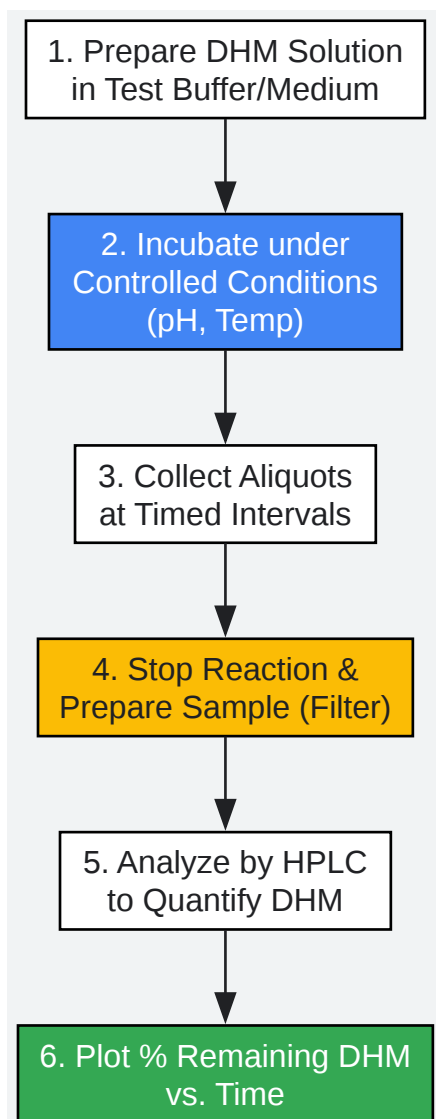 1. Prepare DHM Solution
in Test Buffer/Medium
2. Incubate under
Controlled Conditions
(pH, Temp)
3. Collect Aliquots
at Timed Intervals
4. Stop Reaction &
Prepare Sample (Filter)
5. Analyze by HPLC
to Quantify DHM
6. Plot % Remaining DHM
vs. Time